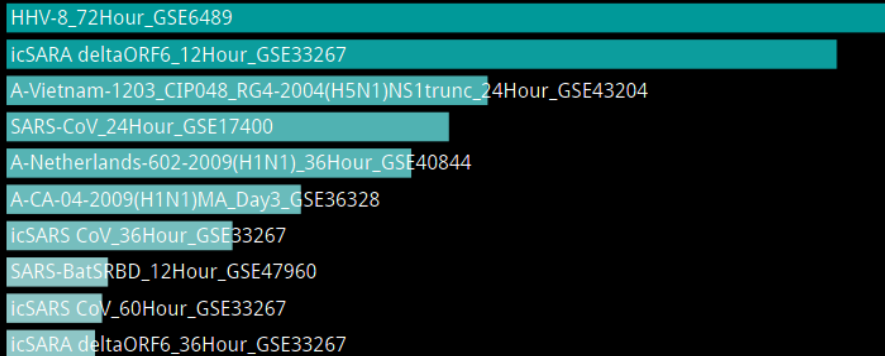 HHV-8_72Hour_GSE6489
icSARA deltaORF6_12Hour_GSE33267
A-Vietnam-1203_CIP048_RG4-2004(H5N1)NS1trunc_24Hour_GSE43204
SARS-CoV_24Hour_GSE17400
A-Netherlands-602-2009(H1N1)_36Hour_GSE40844
A-CA-04-2009(H1N1)MA_Day3_GSE36328
icSARS CoV_36Hour_GSE33267
SARS-BatSRBD_12Hour_GSE47960
icSARS CoV_60Hour_GSE33267
icSARA deltaORF6_36Hour_GSE33267